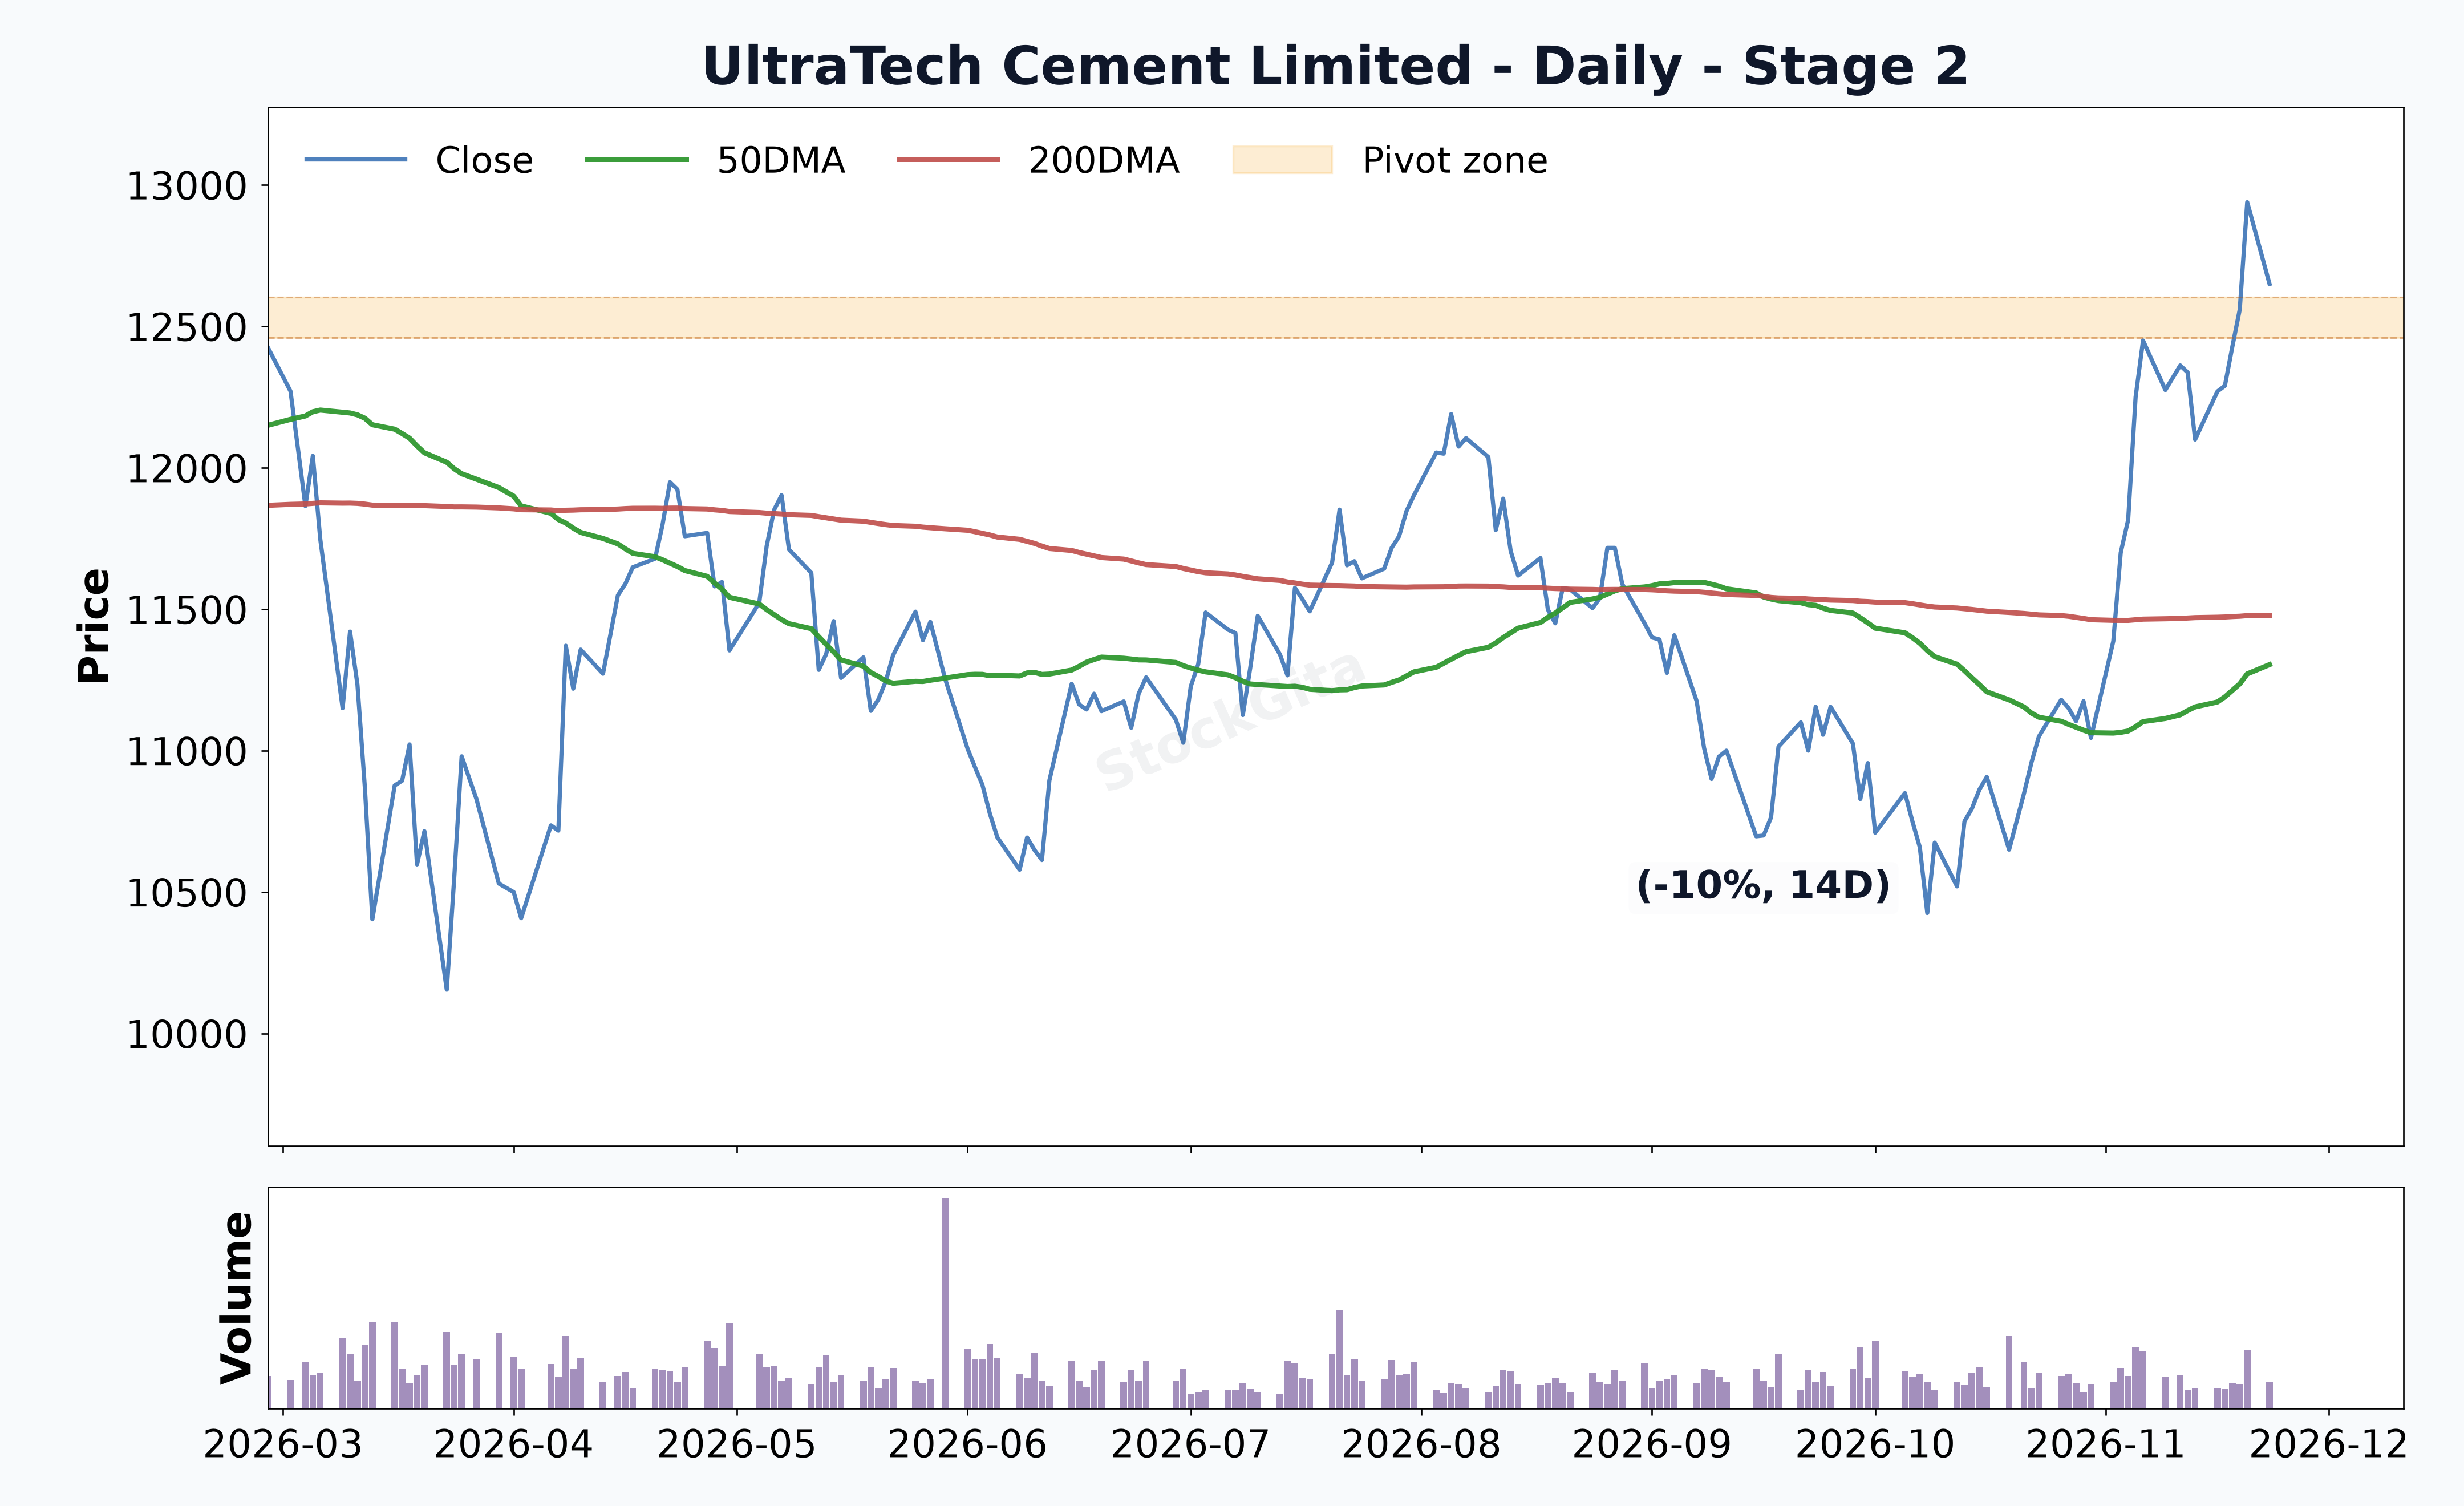 UltraTech Cement Limited - Daily - Stage 2
Close 50DMA 200DMA Pivot zone
13000
12500
12000
11500
11000
10500
10000
Price
StockGita
(-10%, 14D)
Volume
2026-03 2026-04 2026-05 2026-06 2026-07 2026-08 2026-09 2026-10 2026-11 2026-12